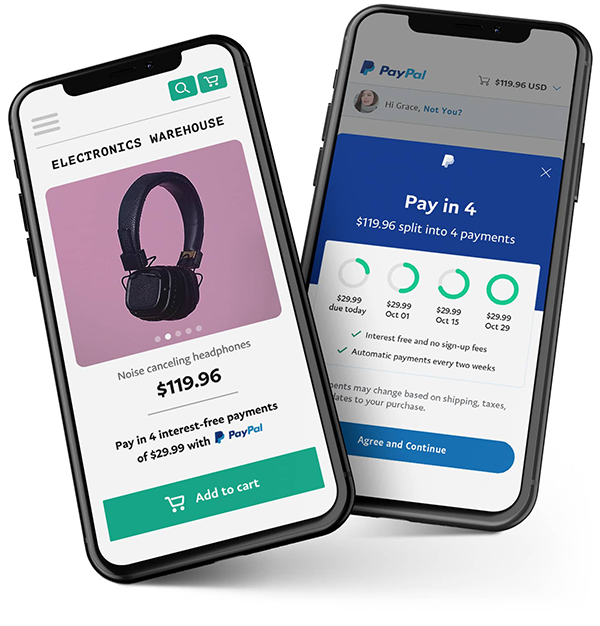 ELECTRONICS WAREHOUSE
Noise canceling headphones
$119.96
Pay in 4 interest-free payments
of $29.99 with PayPal
Add to cart
PayPal
$119.96 USD
Hi Grace, Not You?
Pay in 4
$119.96 split into 4 payments
$29.99 $29.99 $29.99 $29.99
due today Oct 01 Oct 15 Oct 29
Interest free and no sign-up fees
Automatic payments every two weeks
may change based on shipping, taxes,
to your purchase.
Agree and Continue